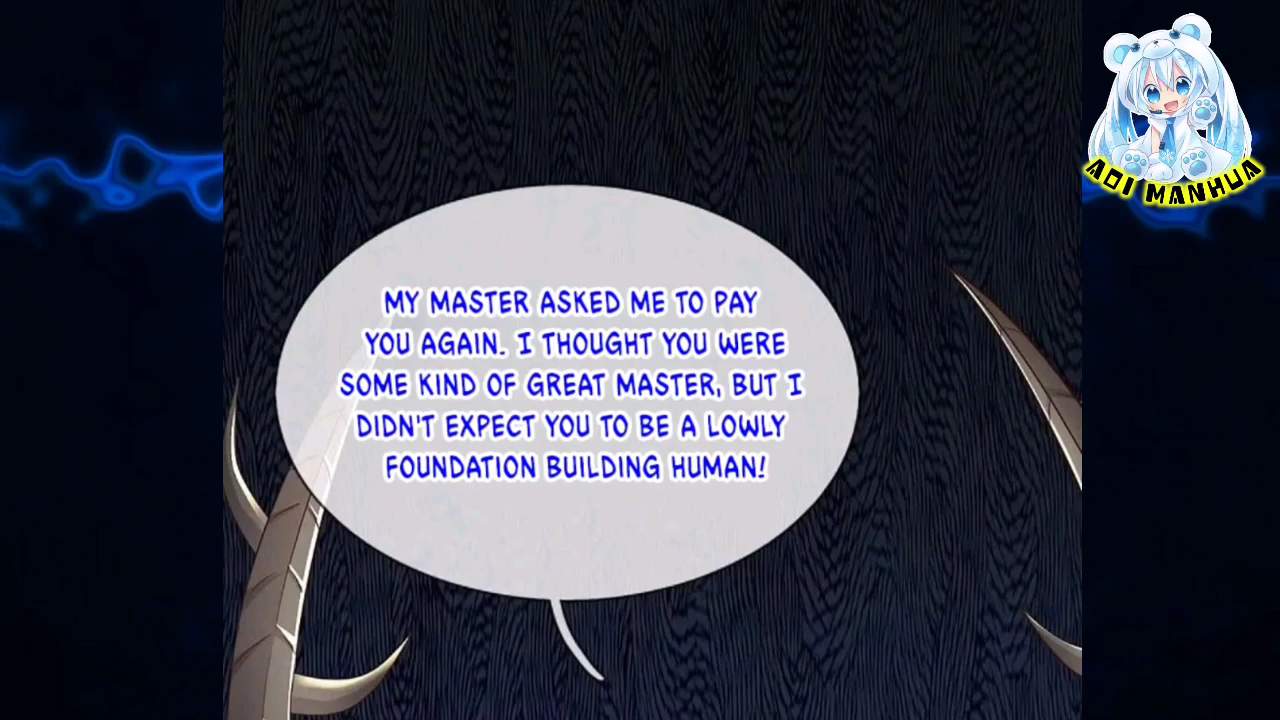 MY MASTER ASKED ME TO PAY
YOU AGAIN. I THOUGHT YOU WERE
SOME KIND OF GREAT MASTER, BUT I
DIDN'T EXPECT YOU TO BE A LOWLY
FOUNDATION BUILDING HUMAN!
AOI MANHUA